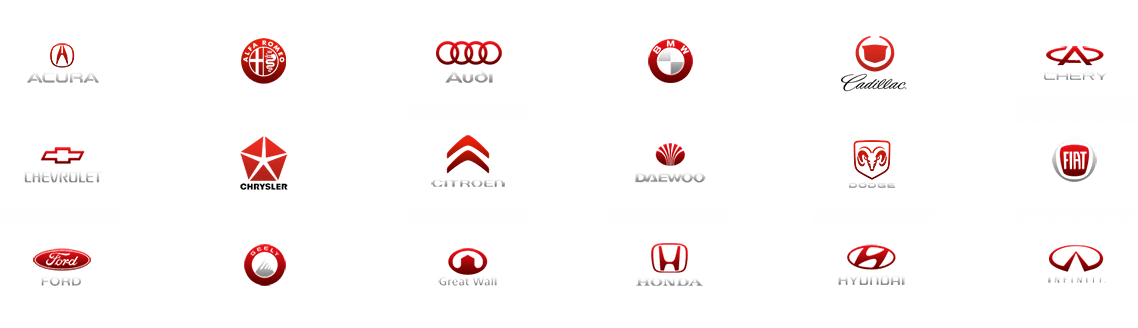 ACURA
ALFA ROMEO
Audi
BMW
Cadillac
CHERY
CHEVROLET
CHRYSLER
CITROËN
DAEWOO
DODGE
FIAT
Ford
FORD
GEELY
Great Wall
HONDA
HYUNDAI
INFINITI